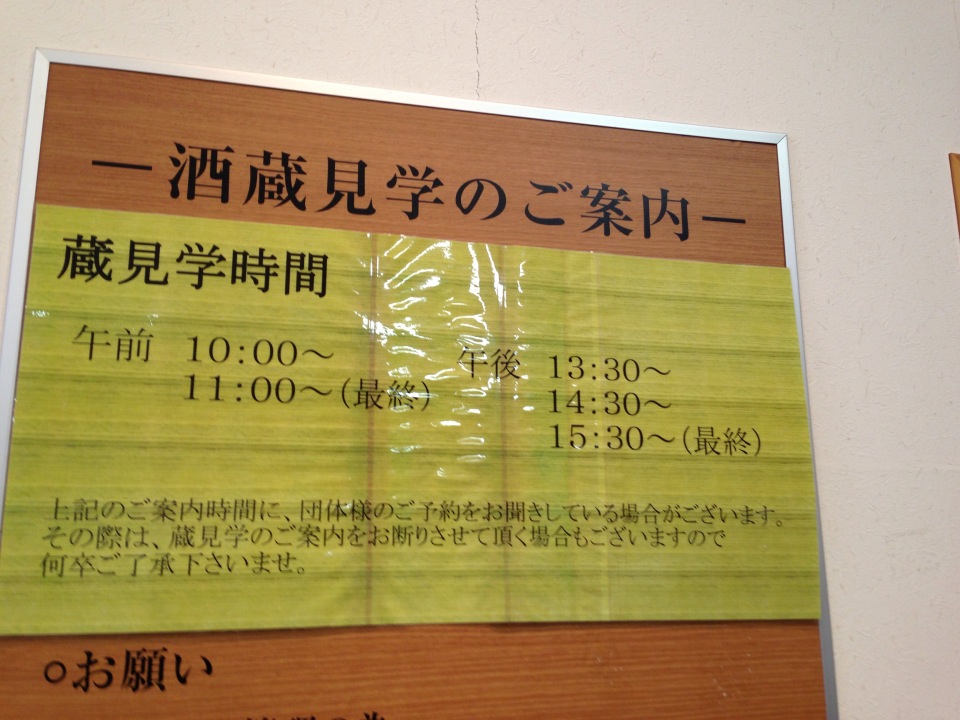 ー酒蔵見学のご案内ー
蔵見学時間
午前 10:00～ 午後 13:30～
11:00～(最終) 14:30～
15:30～(最終)
上記のご案内時間に、団体様のご予約をお聞きしている場合がございます。
その際は、蔵見学のご案内をお断りさせて頂く場合もございますので
何卒ご了承下さいませ。
○お願い